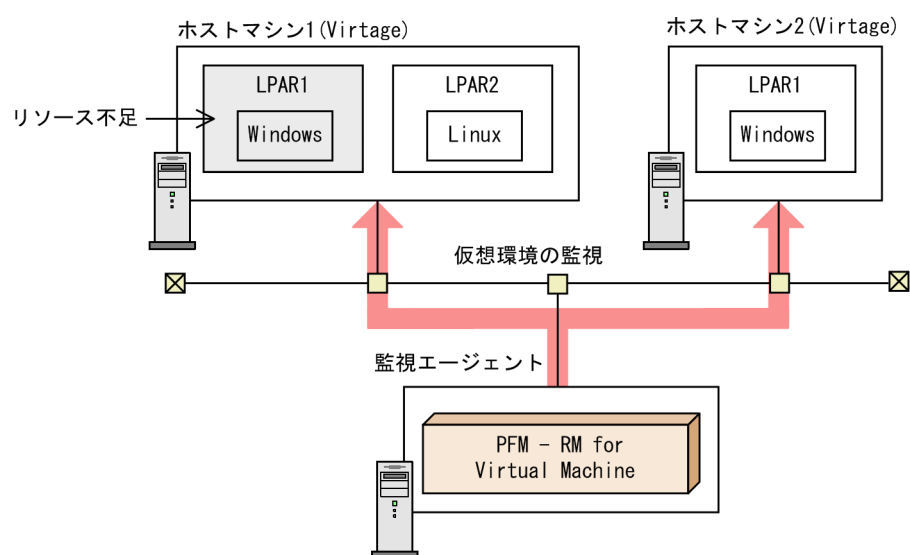 ホストマシン1(Virtage)
ホストマシン2(Virtage)
LPAR1
LPAR2
LPAR1
リソース不足
Windows
Linux
Windows
仮想環境の監視
監視エージェント
PFM - RM for
Virtual Machine